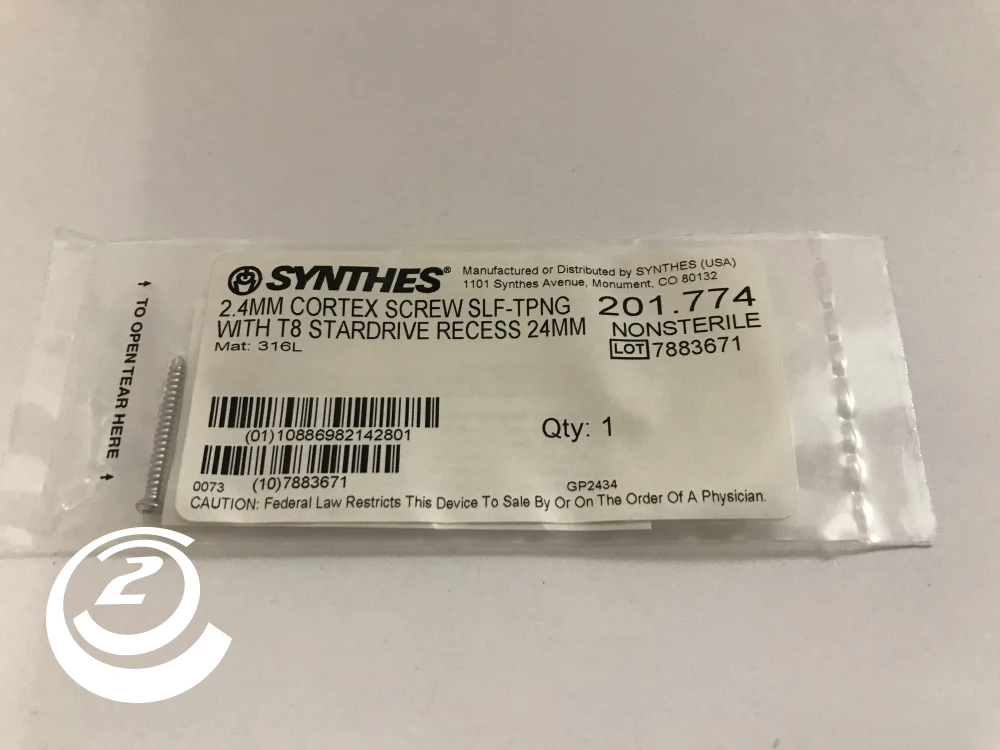 SYNTHES®
Manufactured or Distributed by SYNTHES (USA)
1101 Synthes Avenue, Monument, CO 80132
2.4MM CORTEX SCREW SLF-TPNG
WITH T8 STARDRIVE RECESS 24MM
Mat: 316L
201.774
NONSTERILE
LOT 7883671
(01)10886982142801
Qty: 1
(10)7883671
0073
GP2434
CAUTION: Federal Law Restricts This Device To Sale By Or On The Order Of A Physician.
TO OPEN TEAR HERE
2